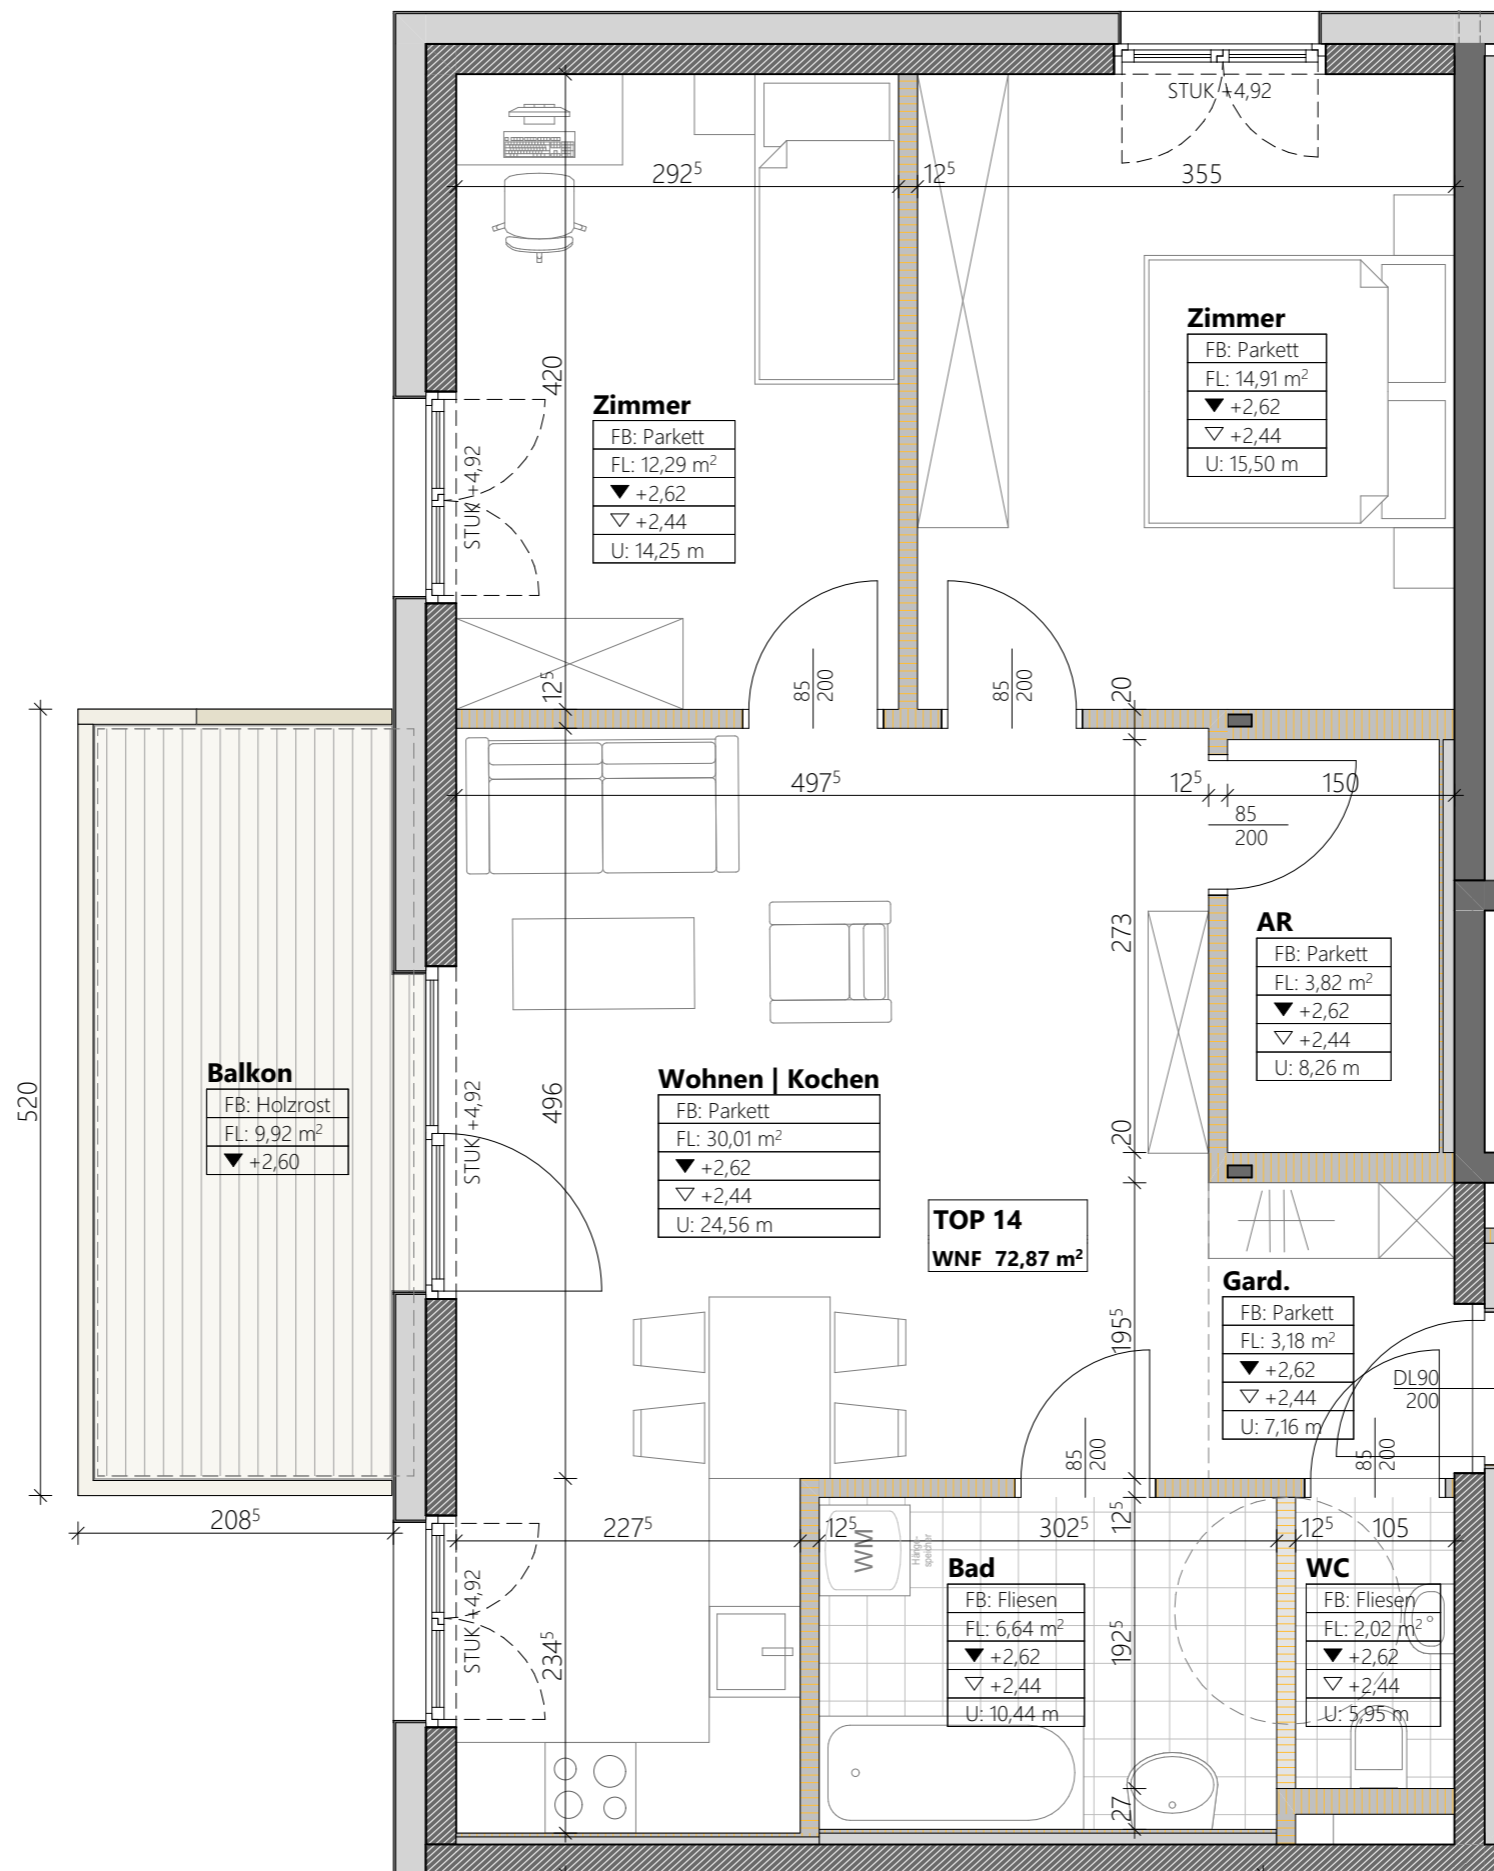 STUK +4,92
292⁵
12⁵
355
420
Zimmer
FB: Parkett
FL: 14,91 m²
▼ +2,62
▽ +2,44
U: 15,50 m
Zimmer
FB: Parkett
FL: 12,29 m²
▼ +2,62
▽ +2,44
U: 14,25 m
STUK +4,92
12⁵
85
200
85
200
20
497⁵
12⁵
150
85
200
273
AR
FB: Parkett
FL: 3,82 m²
▼ +2,62
▽ +2,44
U: 8,26 m
520
Balkon
FB: Holzrost
FL: 9,92 m²
▼ +2,60
STUK +4,92
496
Wohnen | Kochen
FB: Parkett
FL: 30,01 m²
▼ +2,62
▽ +2,44
U: 24,56 m
20
TOP 14
WNF 72,87 m²
195⁵
Gard.
FB: Parkett
FL: 3,18 m²
▼ +2,62
▽ +2,44
U: 7,16 m
DL90
200
85
200
85
200
208⁵
227⁵
12⁵
302⁵
12⁵
12⁵
105
STUK +4,92
234⁵
WM
Hänge-
speicher
Bad
FB: Fliesen
FL: 6,64 m²
▼ +2,62
▽ +2,44
U: 10,44 m
192⁵
27
WC
FB: Fliesen
FL: 2,02 m²
▼ +2,62
▽ +2,44
U: 5,95 m